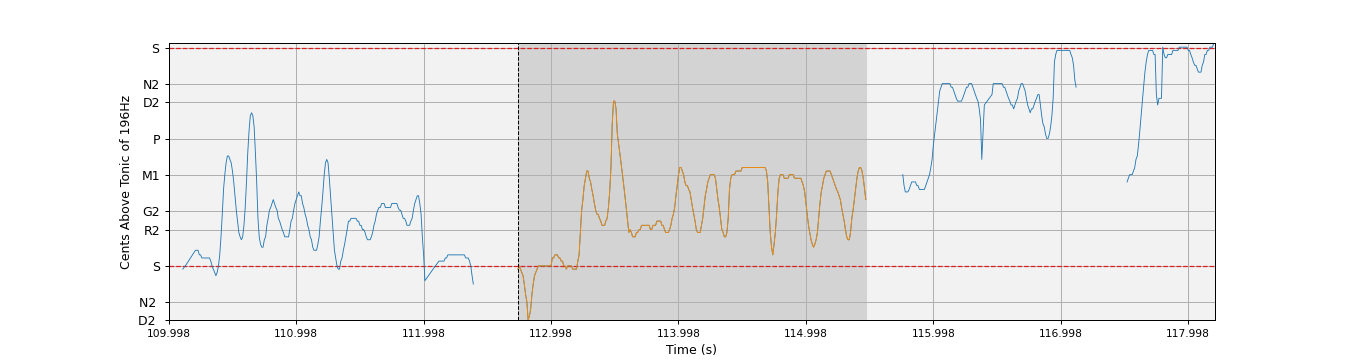 Cents Above Tonic of 196Hz
S
N2
D2
P
M1
G2
R2
S
N2
D2
109.998 110.998 111.998 112.998 113.998 114.998 115.998 116.998 117.998
Time (s)